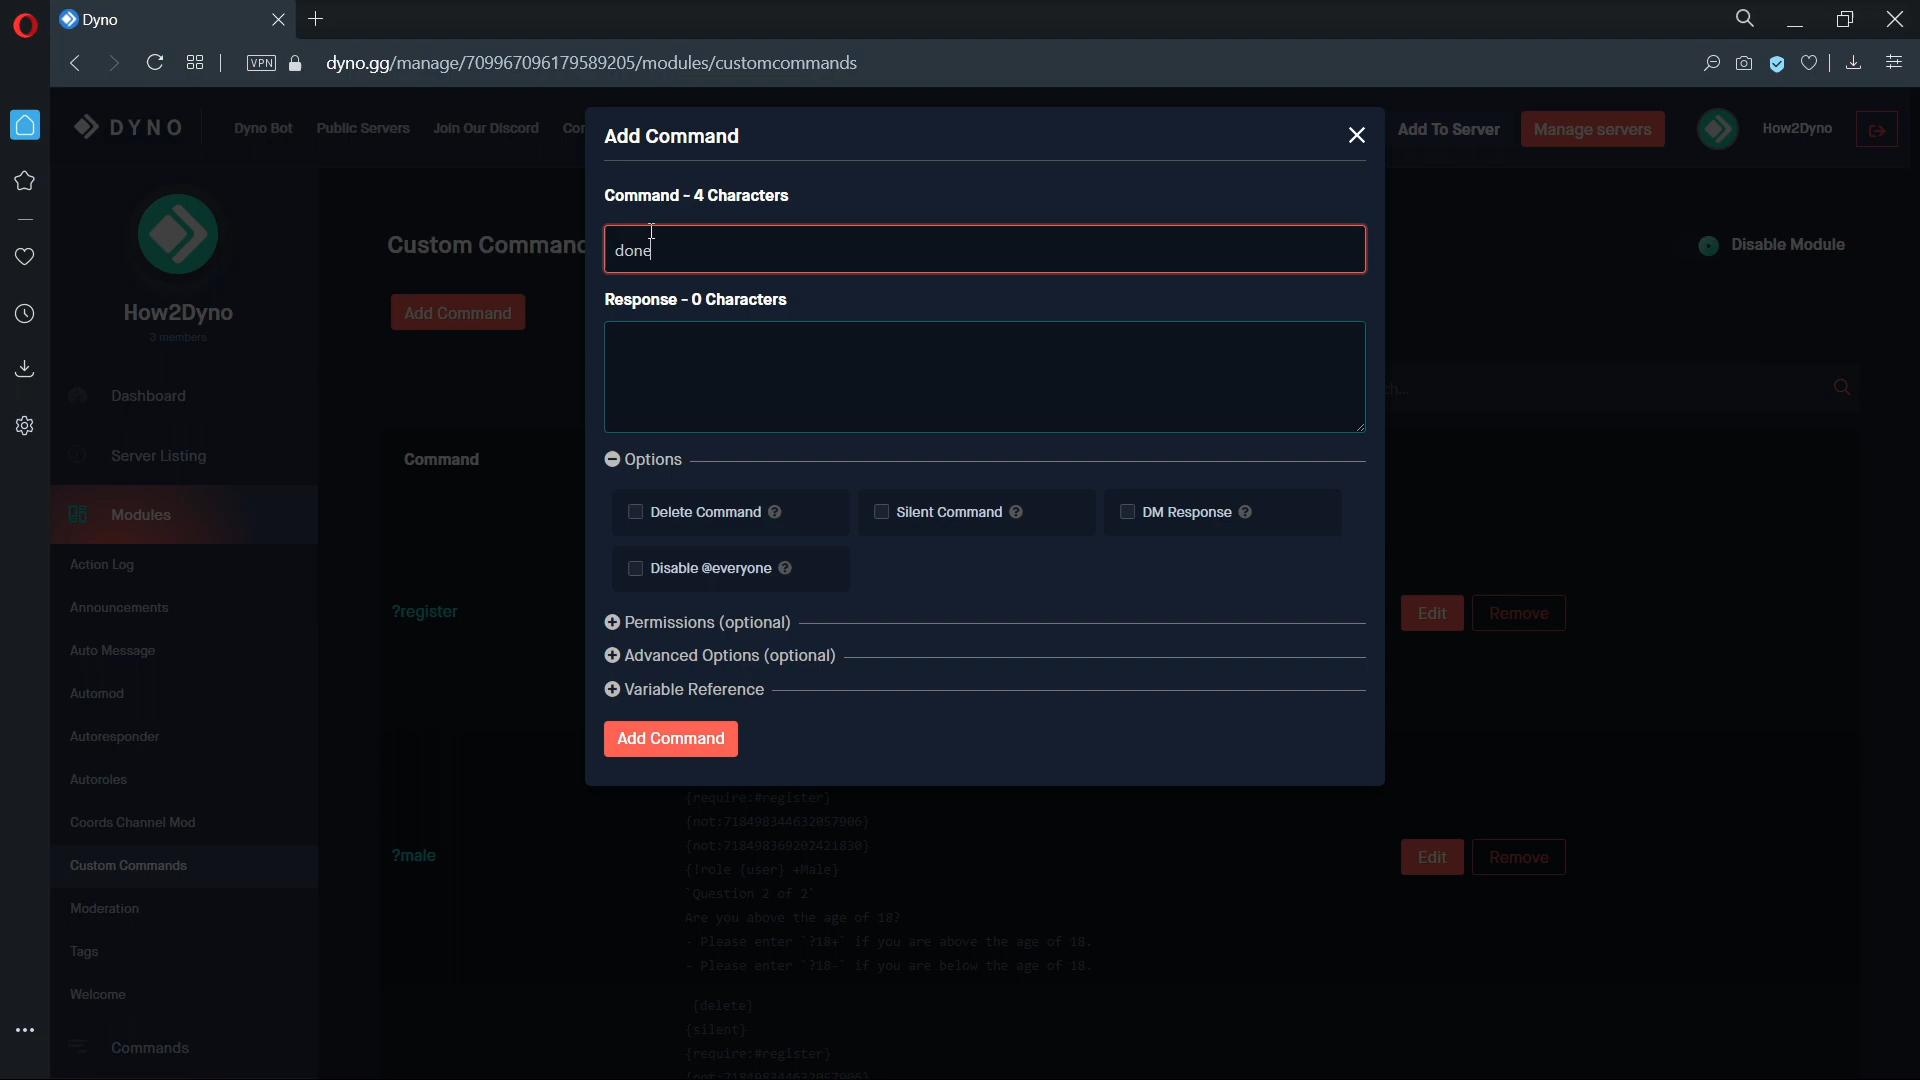 Dyno
VPN
dyno.gg/manage/709967096179589205/modules/customcommands
DYNO
Dyno Bot
Public Servers
Join Our Discord
Add To Server
Manage servers
How2Dyno
Add Command
Command - 4 Characters
done
Response - 0 Characters
Options
Delete Command
Silent Command
DM Response
Disable @everyone
Permissions (optional)
Advanced Options (optional)
Variable Reference
Add Command
How2Dyno
3 members
Dashboard
Server Listing
Modules
Action Log
Announcements
Auto Message
Automod
Autoresponder
Autoroles
Coords Channel Mod
Custom Commands
Moderation
Tags
Welcome
Commands
Custom Command
Disable Module
Add Command
Command
?register
Edit
Remove
{require:#register}
{not:718498344632057906}
{not:718498369202421830}
{!role {user} +Male}
`Question 2 of 2`
Are you above the age of 18?
- Please enter `?18+` if you are above the age of 18.
- Please enter `?18-` if you are below the age of 18.
?male
Edit
Remove
{delete}
{silent}
{require:#register}
{not:718498344632057906}